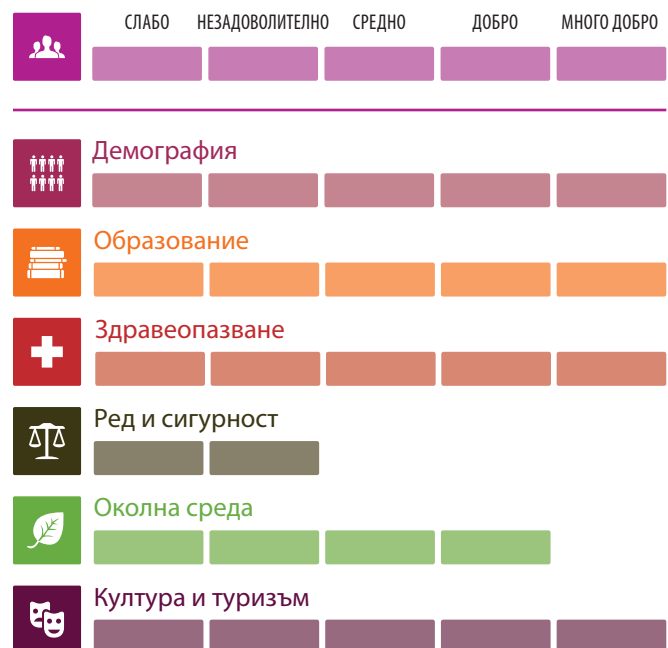 СЛАБО НЕЗАДОВОЛИТЕЛНО СРЕДНО ДОБРО МНОГО ДОБРО
Демография
Образование
Здравеопазване
Ред и сигурност
Околна среда
Култура и туризъм